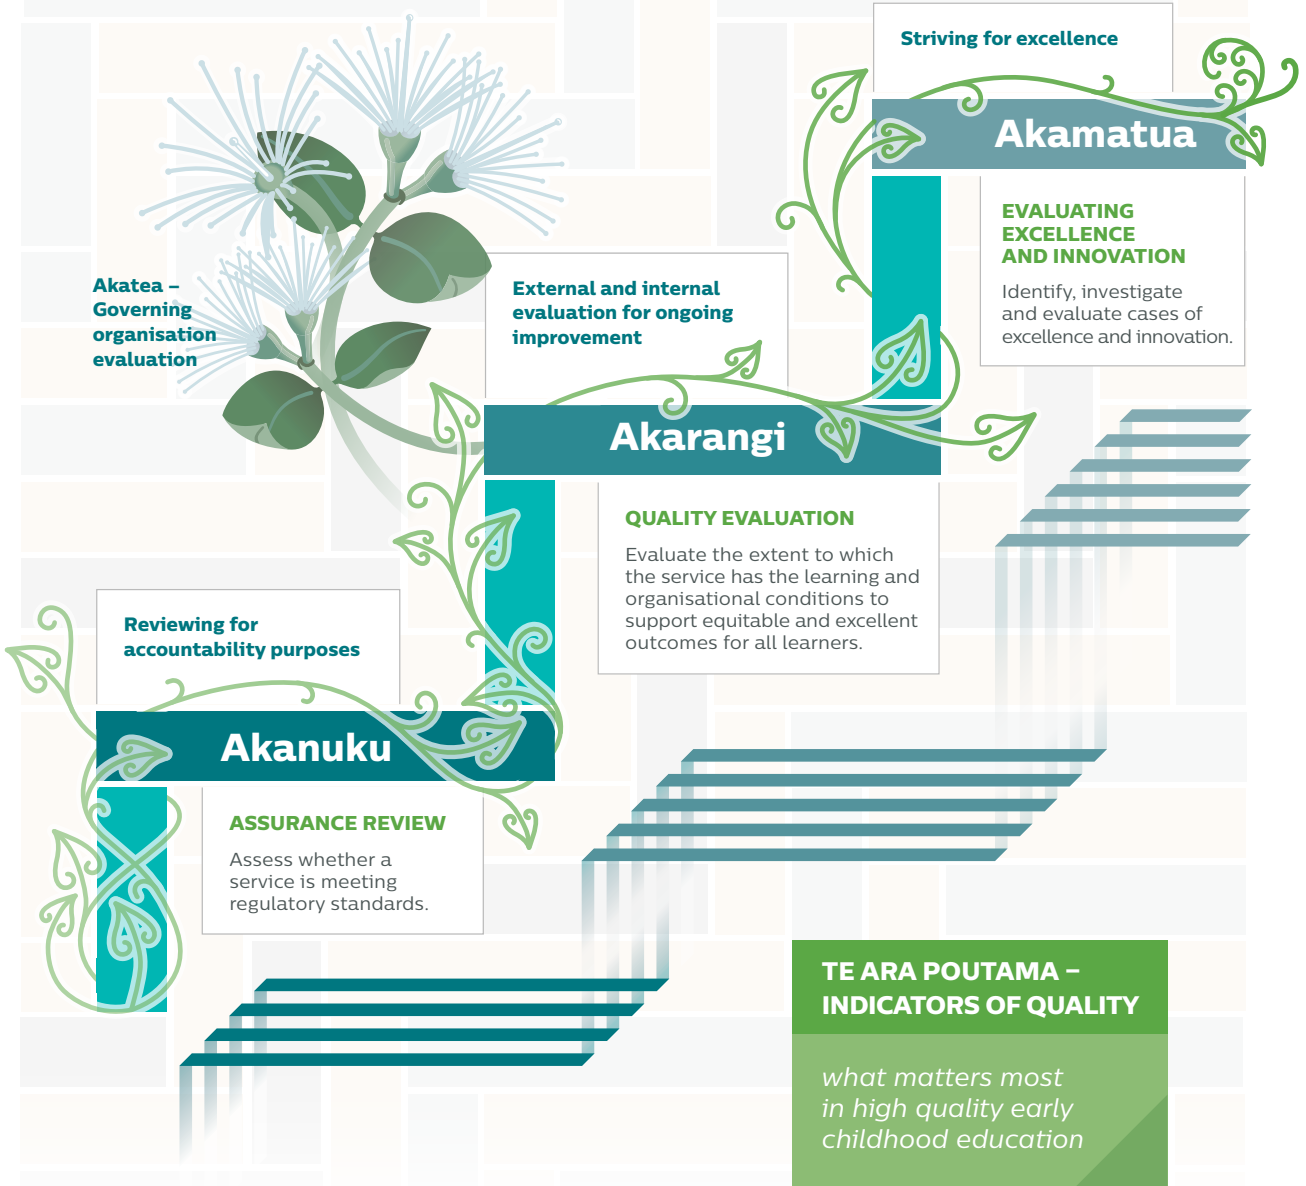 Striving for excellence
Akamatua
EVALUATING
EXCELLENCE
AND INNOVATION
Identify, investigate
and evaluate cases of
excellence and innovation.
Akatea –
Governing
organisation
evaluation
External and internal
evaluation for ongoing
improvement
Akarangi
QUALITY EVALUATION
Evaluate the extent to which
the service has the learning and
organisational conditions to
support equitable and excellent
outcomes for all learners.
Reviewing for
accountability purposes
Akanuku
ASSURANCE REVIEW
Assess whether a
service is meeting
regulatory standards.
TE ARA POUTAMA –
INDICATORS OF QUALITY
what matters most
in high quality early
childhood education